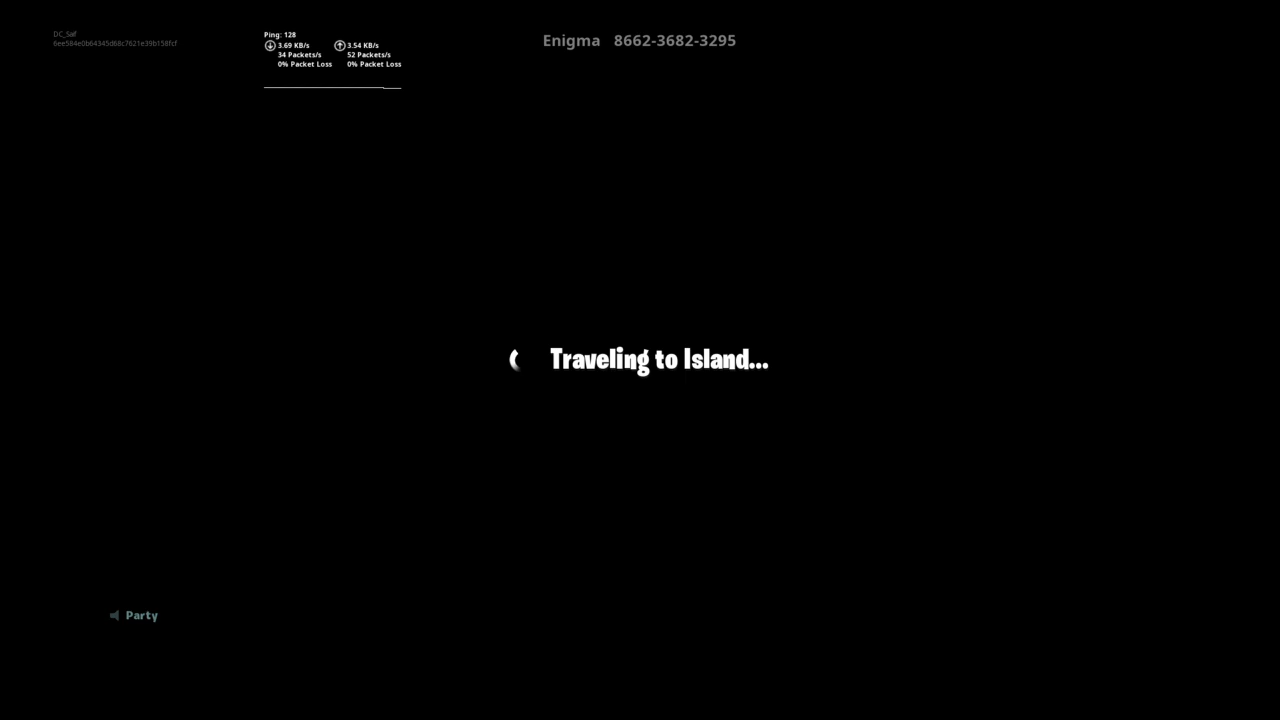 DC_Saif
6ee584e0b64345d68c7621e39b158fcf
Ping: 128
3.69 KB/s 3.54 KB/s
34 Packets/s 52 Packets/s
0% Packet Loss 0% Packet Loss
Enigma 8662-3682-3295
Traveling to Island...
Party